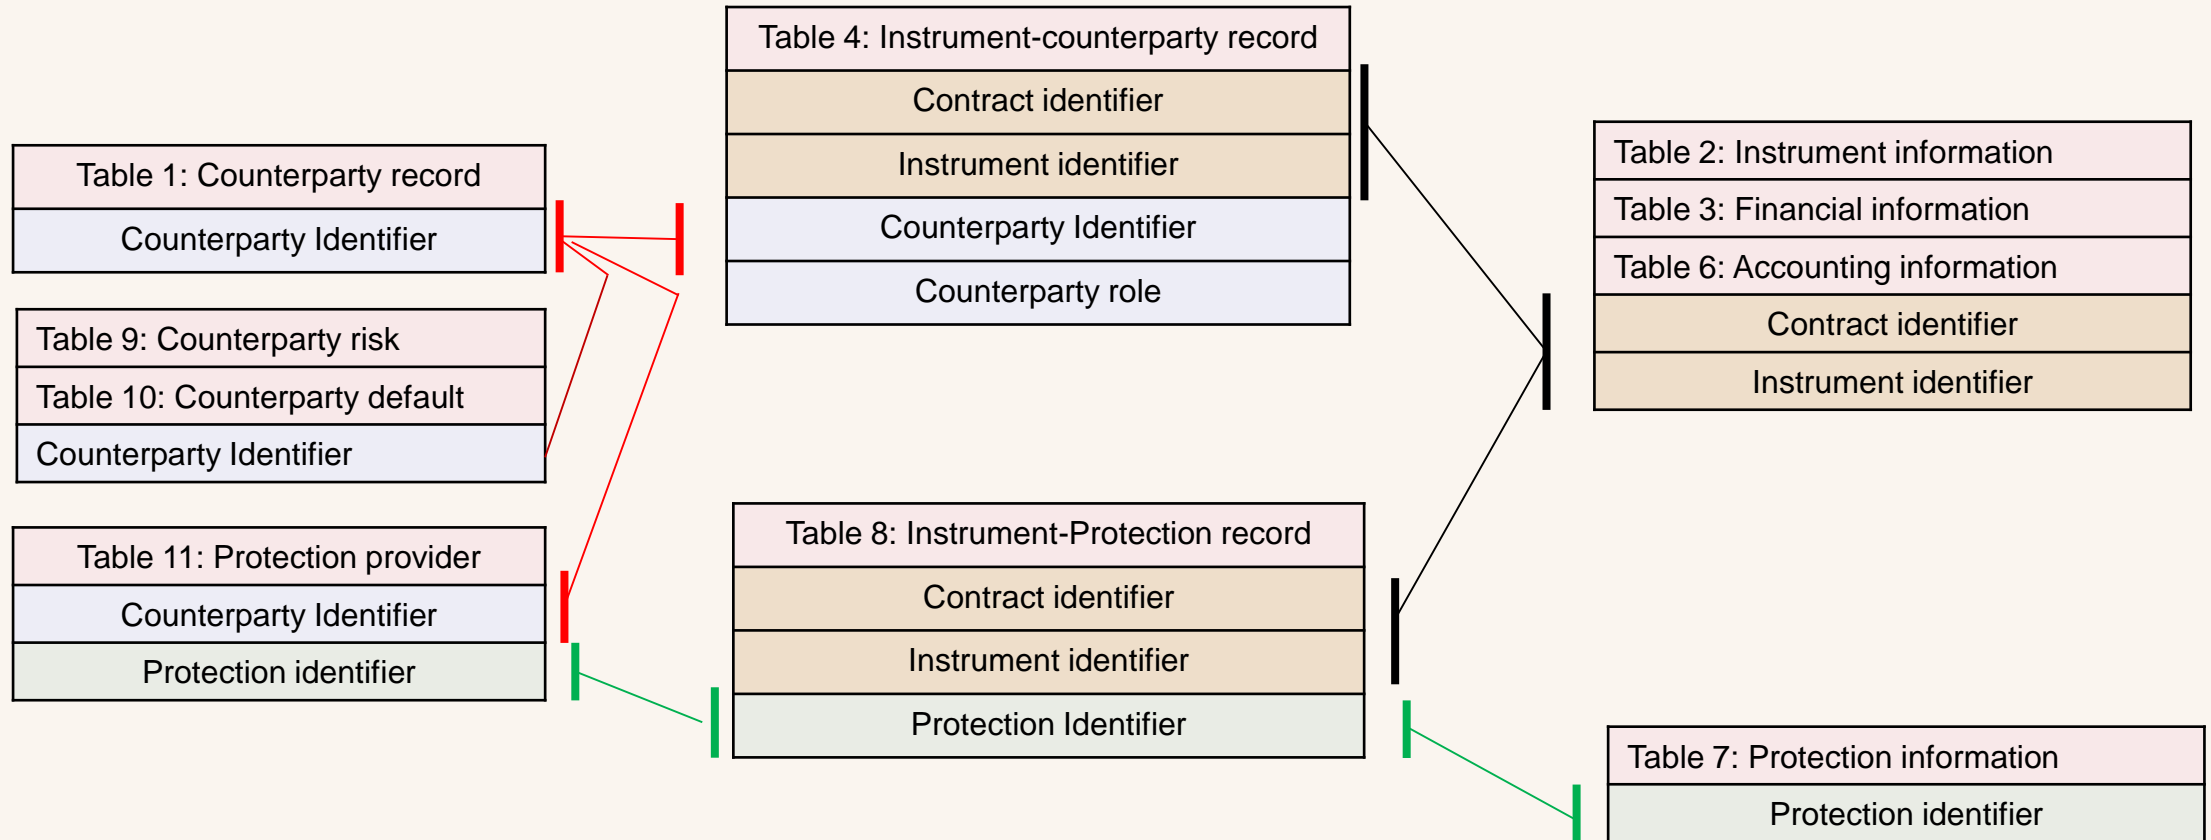 Table 4: Instrument-counterparty record
Contract identifier
Instrument identifier
Counterparty Identifier
Counterparty role
Table 1: Counterparty record
Counterparty Identifier
Table 9: Counterparty risk
Table 10: Counterparty default
Counterparty Identifier
Table 11: Protection provider
Counterparty Identifier
Protection identifier
Table 8: Instrument-Protection record
Contract identifier
Instrument identifier
Protection Identifier
Table 2: Instrument information
Table 3: Financial information
Table 6: Accounting information
Contract identifier
Instrument identifier
Table 7: Protection information
Protection identifier